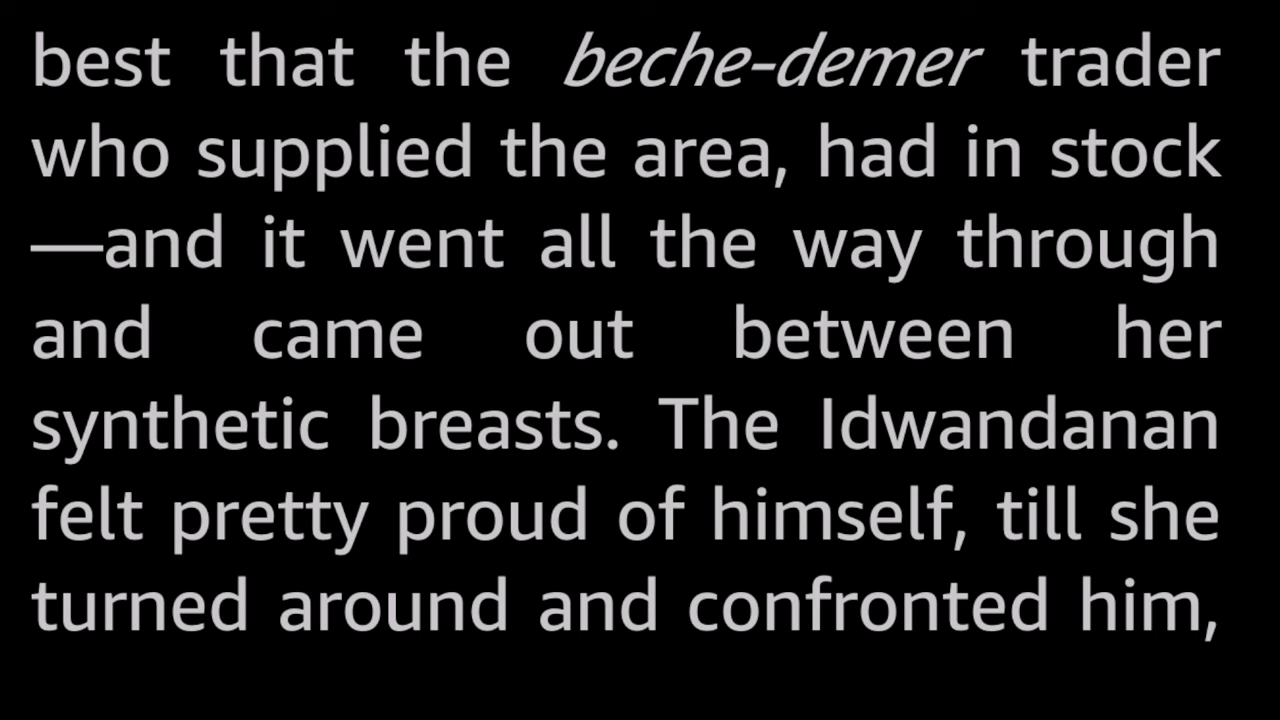 best that the beche-demer trader
who supplied the area, had in stock
—and it went all the way through
and came out between her
synthetic breasts. The Idwandanan
felt pretty proud of himself, till she
turned around and confronted him,